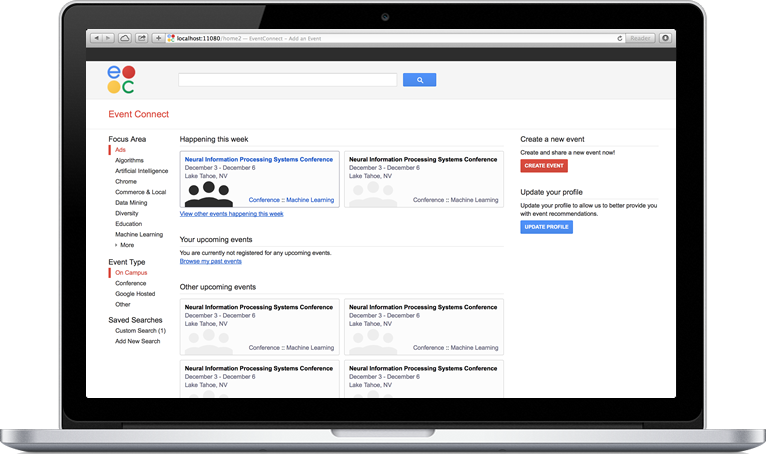 localhost:11080/home2 — EventConnect – Add an Event
Reader
e
C
Event Connect
Focus Area
Ads
Algorithms
Artificial Intelligence
Chrome
Commerce & Local
Data Mining
Diversity
Education
Machine Learning
More
Event Type
On Campus
Conference
Google Hosted
Other
Saved Searches
Custom Search (1)
Add New Search
Happening this week
Neural Information Processing Systems Conference
December 3 - December 6
Lake Tahoe, NV
Conference :: Machine Learning
Neural Information Processing Systems Conference
December 3 - December 6
Lake Tahoe, NV
Conference :: Machine Learning
View other events happening this week
Your upcoming events
You are currently not registered for any upcoming events.
Browse my past events
Other upcoming events
Neural Information Processing Systems Conference
December 3 - December 6
Lake Tahoe, NV
Conference :: Machine Learning
Neural Information Processing Systems Conference
December 3 - December 6
Lake Tahoe, NV
Conference :: Machine Learning
Neural Information Processing Systems Conference
December 3 - December 6
Lake Tahoe, NV
Neural Information Processing Systems Conference
December 3 - December 6
Lake Tahoe, NV
Create a new event
Create and share a new event now!
CREATE EVENT
Update your profile
Update your profile to allow us to better provide you
with event recommendations.
UPDATE PROFILE